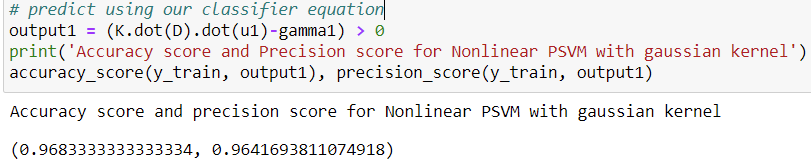 # predict using our classifier equation
output1 = (K.dot(D).dot(u1)-gamma1) > 0
print('Accuracy score and Precision score for Nonlinear PSVM with gaussian kernel')
accuracy_score(y_train, output1), precision_score(y_train, output1)
Accuracy score and precision score for Nonlinear PSVM with gaussian kernel
(0.9683333333333334, 0.9641693811074918)